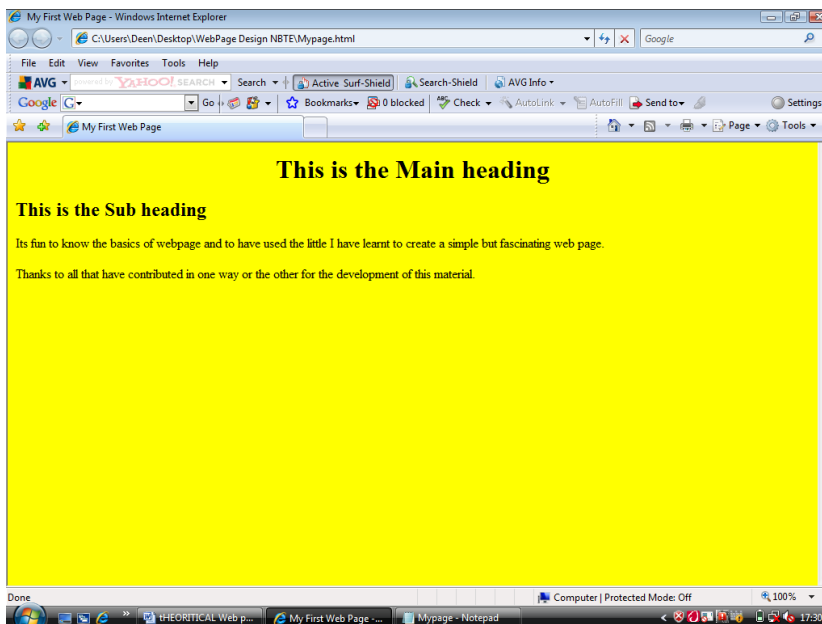 My First Web Page - Windows Internet Explorer
C:\Users\Deen\Desktop\WebPage Design NBTE\Mypage.html Google
File Edit View Favorites Tools Help
AVG powered by YAHOO! SEARCH Search Active Surf-Shield Search-Shield AVG Info
Google G Go Bookmarks 0 blocked ABC Check AutoLink AutoFill Send to Settings
My First Web Page Page Tools
This is the Main heading
This is the Sub heading
Its fun to know the basics of webpage and to have used the little I have learnt to create a simple but fascinating web page.
Thanks to all that have contributed in one way or the other for the development of this material.
Done Computer | Protected Mode: Off 100%
» tHEORITICAL Web p... My First Web Page -... Mypage - Notepad < 17:30